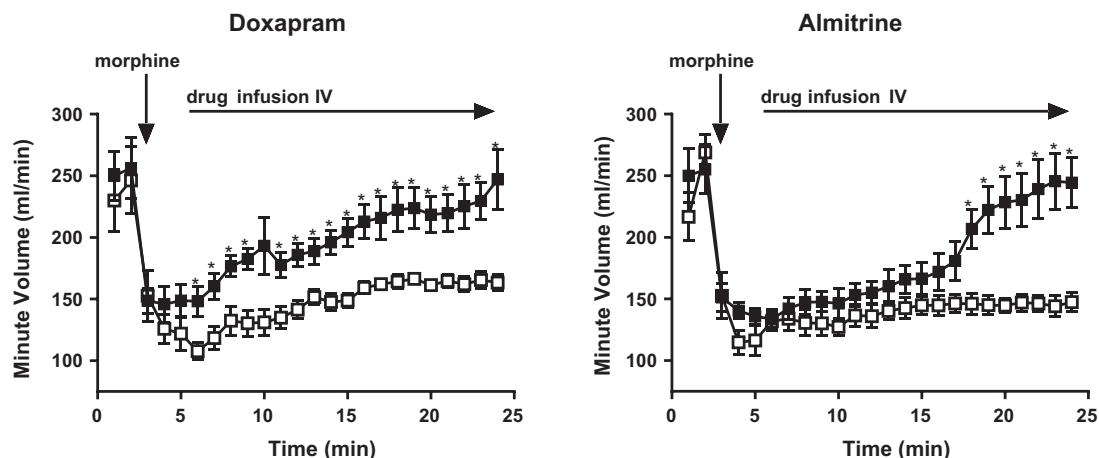 Doxapram
morphine
drug infusion IV
Minute Volume (ml/min)
300
250
200
150
100
* * * * * * * * * * * * * * * * * *
0 5 10 15 20 25
Time (min)
Almitrine
morphine
drug infusion IV
Minute Volume (ml/min)
300
250
200
150
100
* * * * * * *
0 5 10 15 20 25
Time (min)